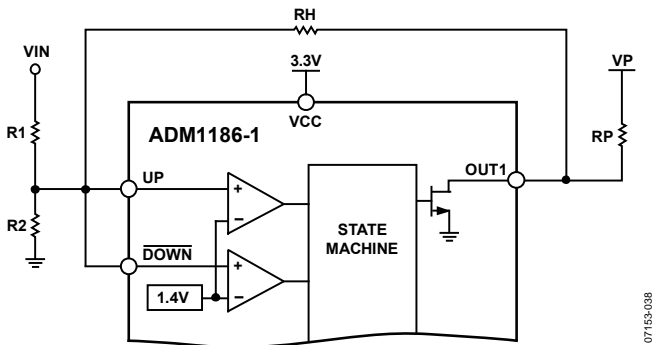 RH
VIN
3.3V
VP
VCC
R1
ADM1186-1
RP
UP
OUT1
R2
STATE
MACHINE
DOWN
1.4V
+
−
+
−
07153-038